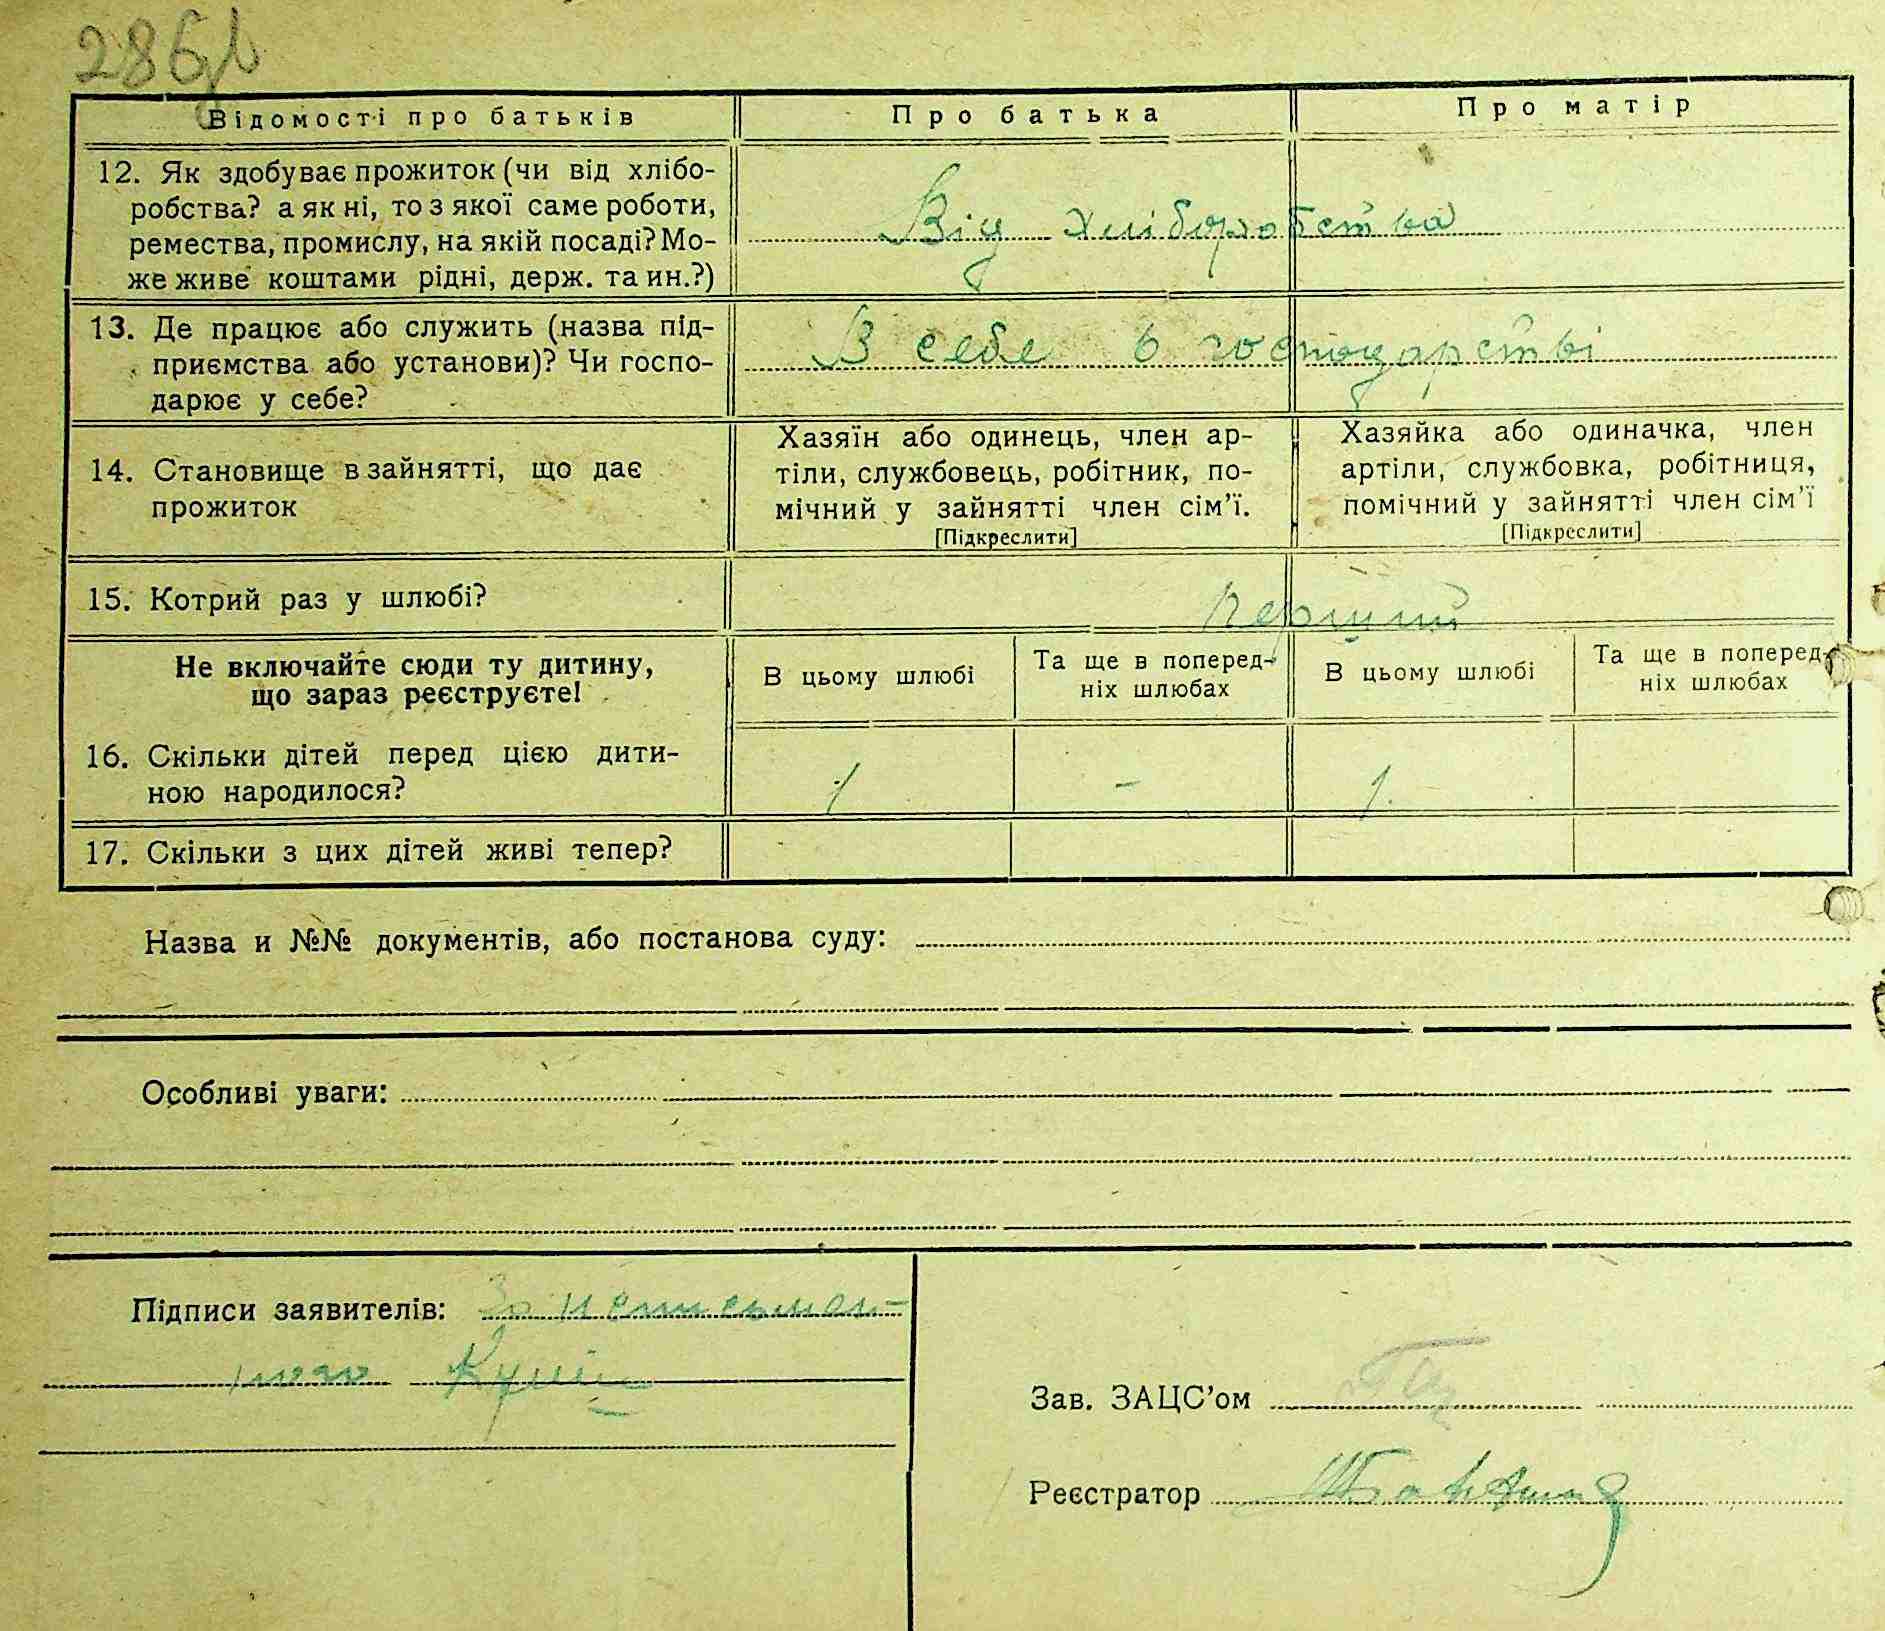 286
Відомості про батьків
Про батька
Про матір
12. Як здобуває прожиток (чи від хлібо-
робства? а як ні, то з якої саме роботи,
ремества, промислу, на якій посаді? Мо-
же живе коштами рідні, держ. та ин.?)
Від хліборобства
13. Де працює або служить (назва під-
приємства або установи)? Чи госпо-
дарює у себе?
В себе в господарстві
14. Становище в зайнятті, що дає
прожиток
Хазяїн або одинець, член ар-
тіли, службовець, робітник, по-
мічний у зайнятті член сім'ї.
[Підкреслити]
Хазяйка або одиначка, член
артіли, службовка, робітниця,
помічний у зайнятті член сім'ї
[Підкреслити]
15. Котрий раз у шлюбі?
перший
Не включайте сюди ту дитину,
що зараз реєструєте!
В цьому шлюбі
Та ще в поперед-
ніх шлюбах
В цьому шлюбі
Та ще в поперед-
ніх шлюбах
16. Скільки дітей перед цією дити-
ною народилося?
1
-
1.
17. Скільки з цих дітей живі тепер?
Назва и №№ документів, або постанова суду:
Особливі уваги:
Підписи заявителів: За неписьмен-
ного
Зав. ЗАЦС'ом
Реєстратор